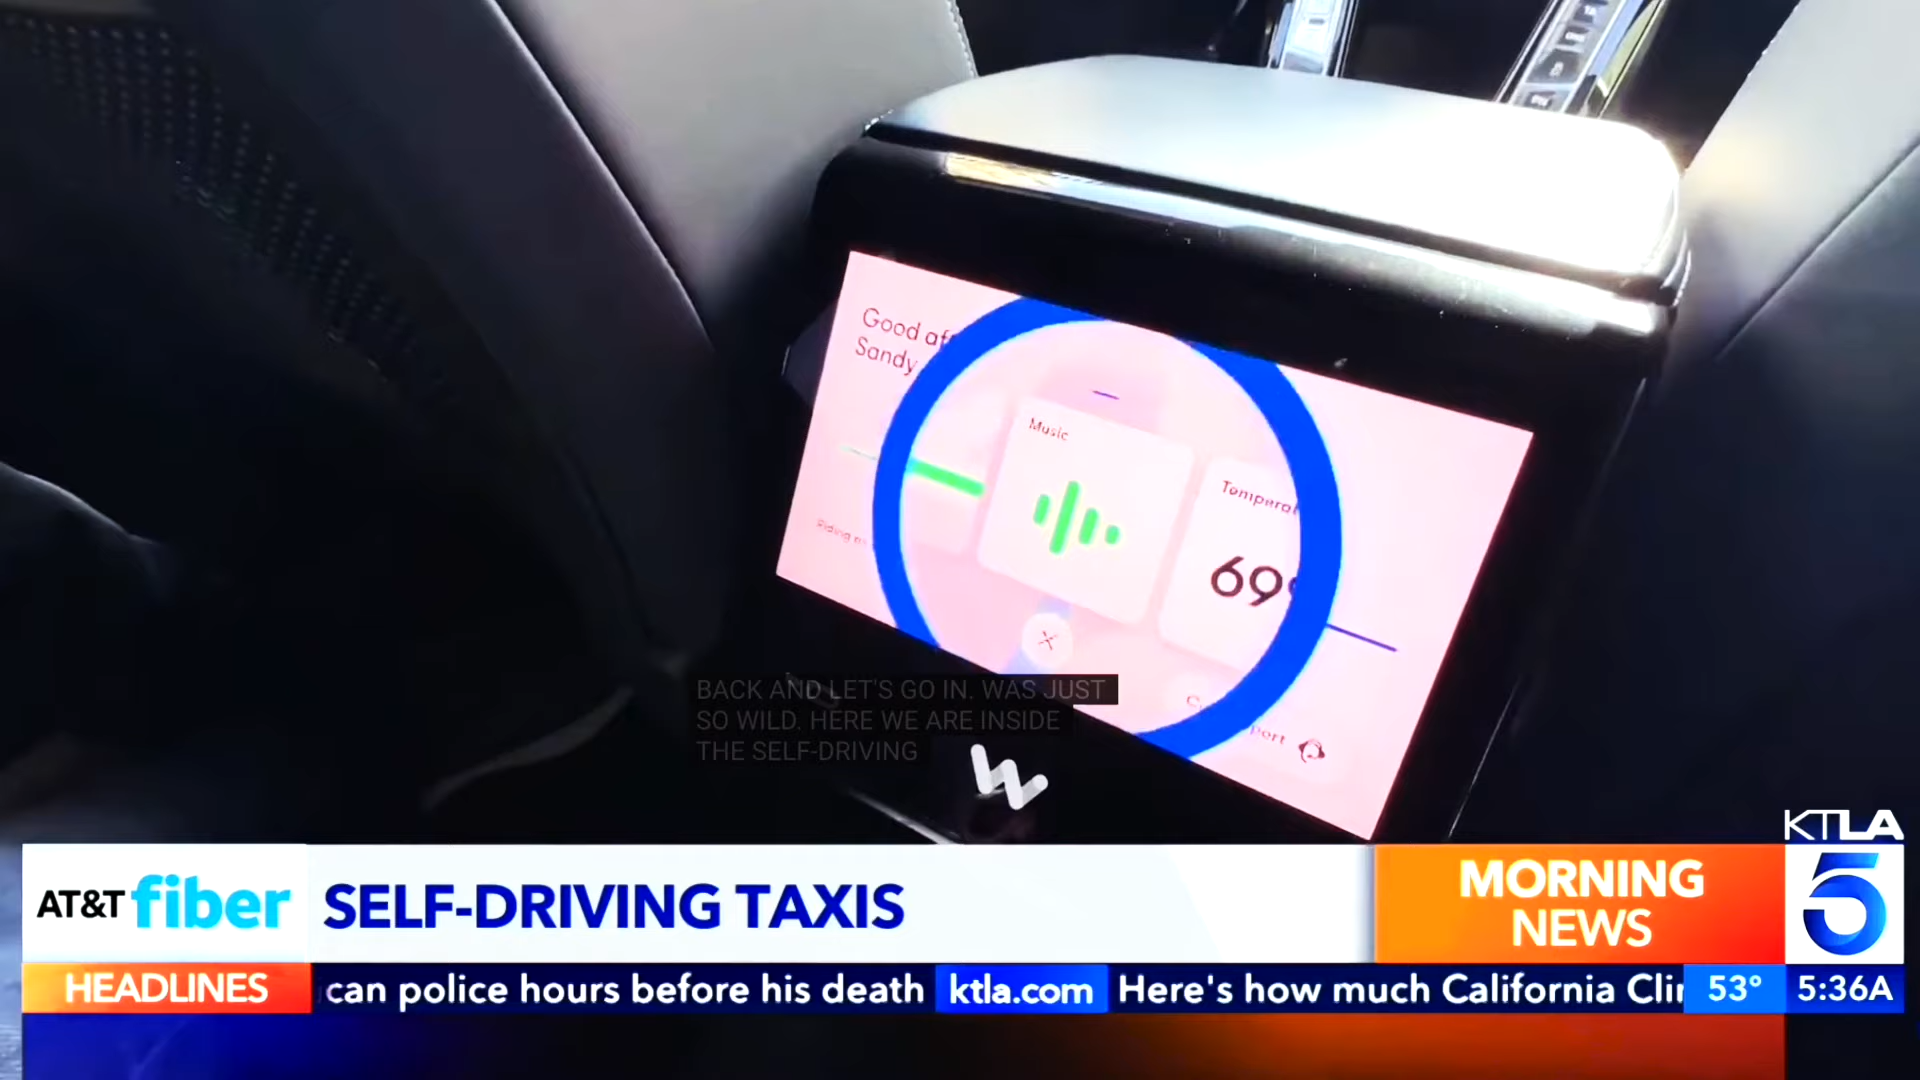 Good af
Sandy
Music
Temperat
69°
Riding
port
BACK AND LET'S GO IN. WAS JUST
SO WILD. HERE WE ARE INSIDE
THE SELF-DRIVING
KTLA
5
AT&T fiber
SELF-DRIVING TAXIS
MORNING
NEWS
HEADLINES
can police hours before his death
ktla.com
Here's how much California Cli
53°
5:36A